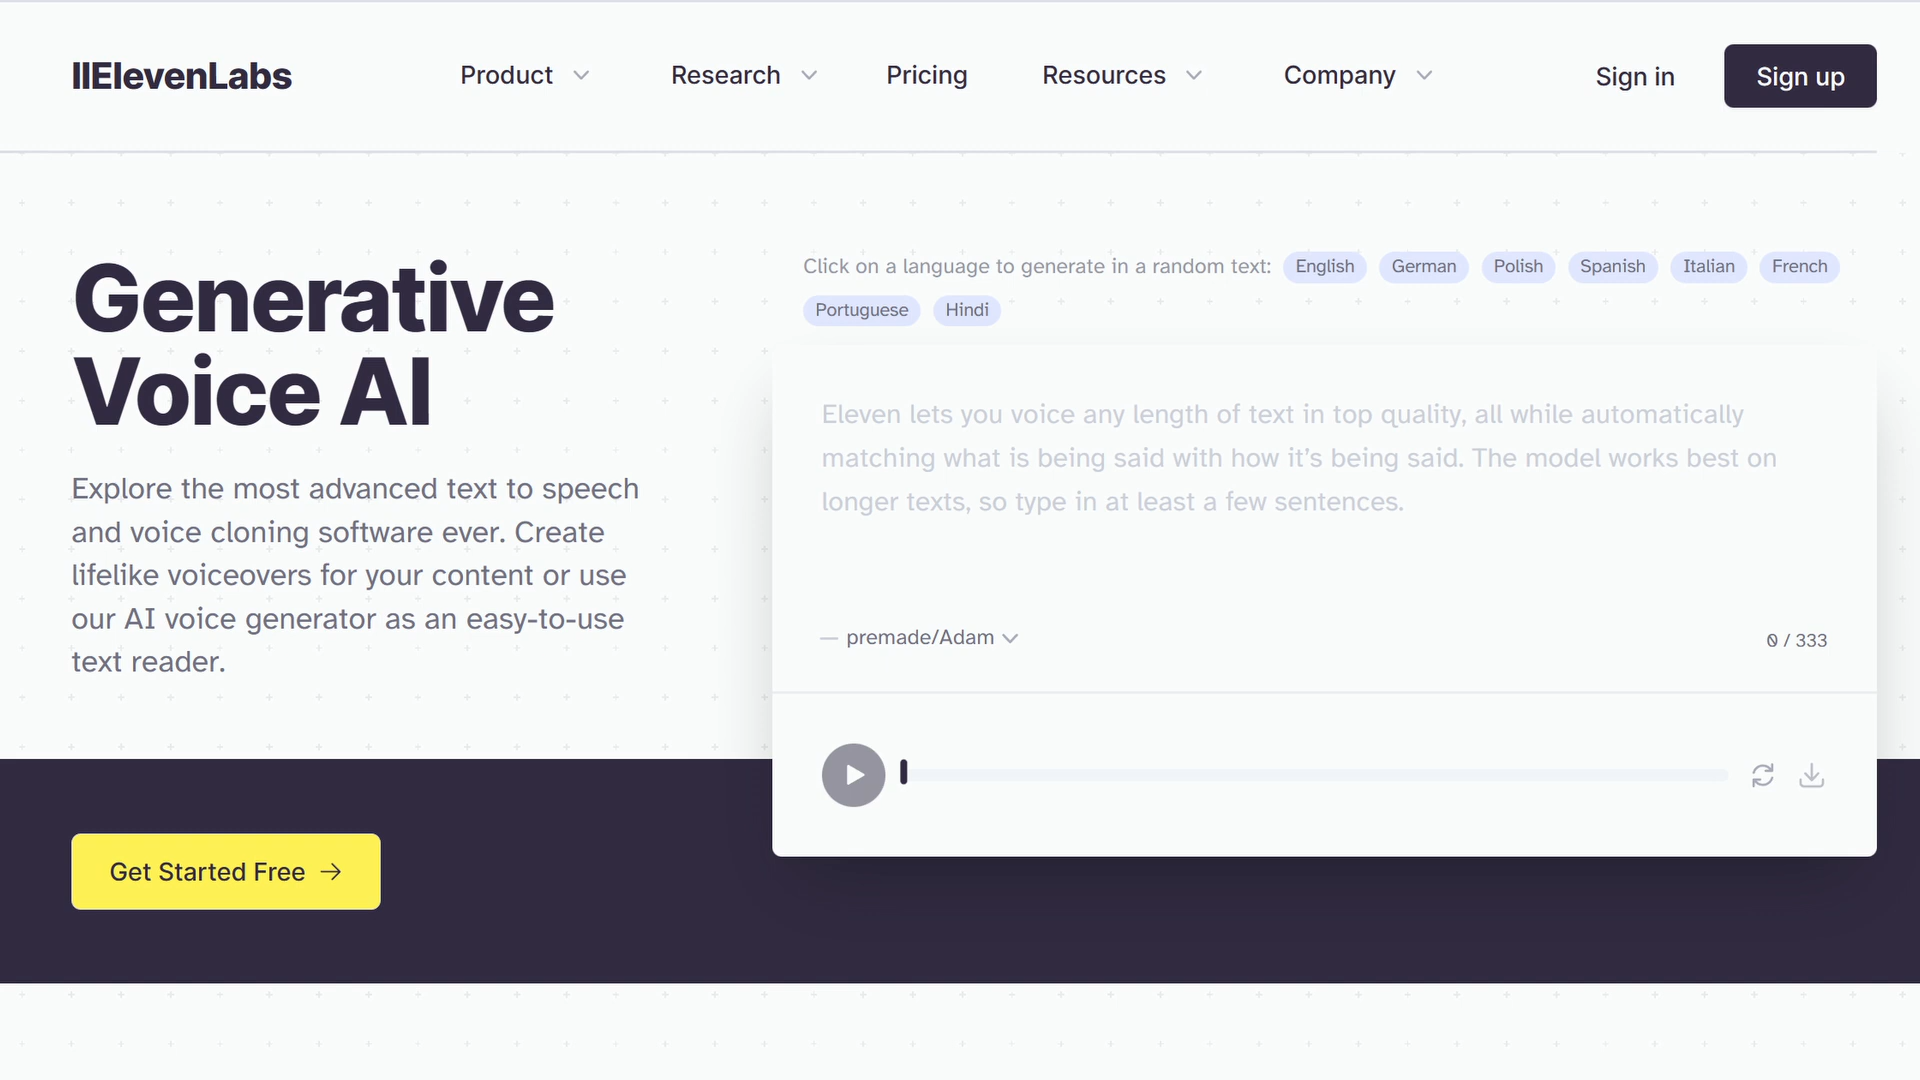 IIElevenLabs
Product
Research
Pricing
Resources
Company
Sign in
Sign up
Generative
Voice AI
Explore the most advanced text to speech
and voice cloning software ever. Create
lifelike voiceovers for your content or use
our AI voice generator as an easy-to-use
text reader.
Get Started Free →
Click on a language to generate in a random text: English German Polish Spanish Italian French
Portuguese Hindi
Eleven lets you voice any length of text in top quality, all while automatically
matching what is being said with how it’s being said. The model works best on
longer texts, so type in at least a few sentences.
— premade/Adam
0 / 333